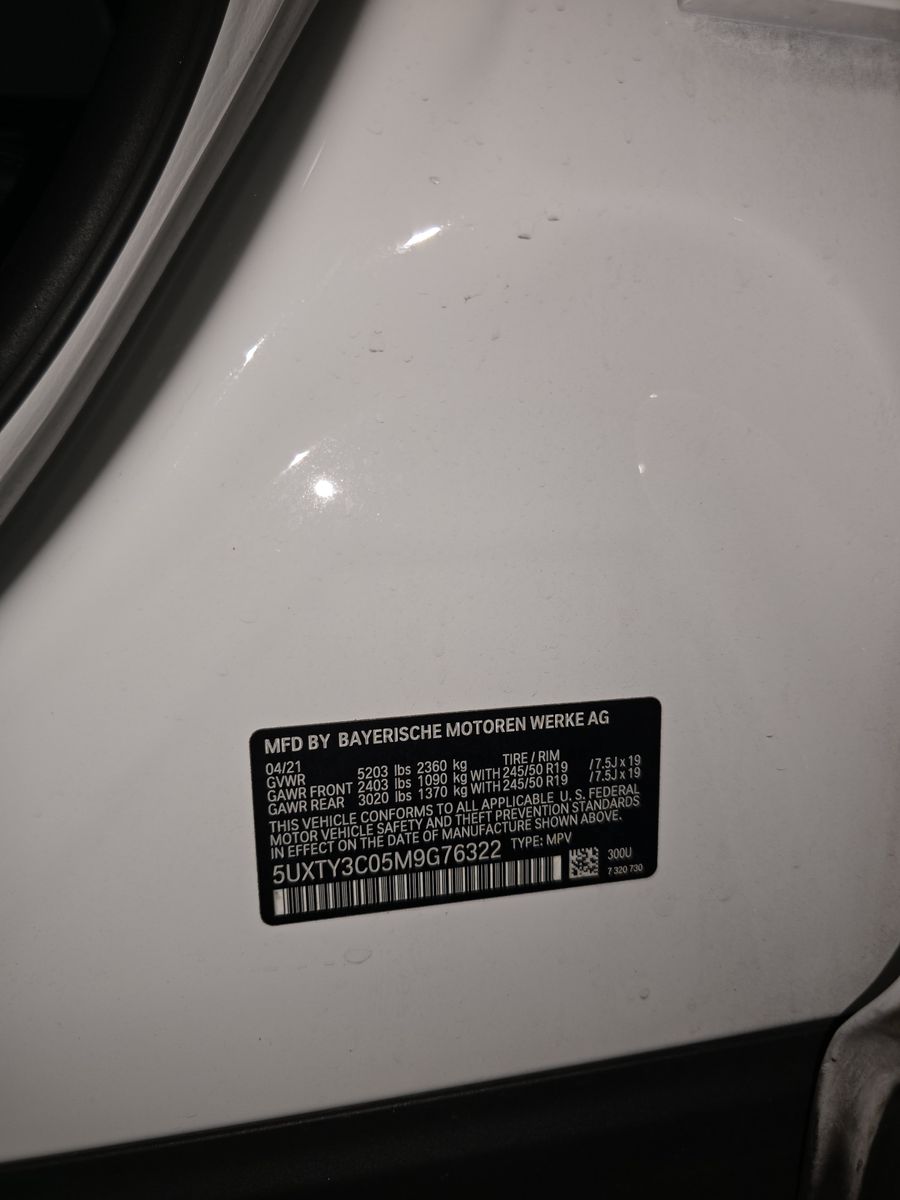 MFD BY BAYERISCHE MOTOREN WERKE AG
04/21 TIRE / RIM
GVWR 5203 lbs 2360 kg
GAWR FRONT 2403 lbs 1090 kg WITH 245/50 R19 /7.5J x 19
GAWR REAR 3020 lbs 1370 kg WITH 245/50 R19 /7.5J x 19
THIS VEHICLE CONFORMS TO ALL APPLICABLE U. S. FEDERAL
MOTOR VEHICLE SAFETY AND THEFT PREVENTION STANDARDS
IN EFFECT ON THE DATE OF MANUFACTURE SHOWN ABOVE.
5UXTY3C05M9G76322 TYPE: MPV
300U
7 320 730